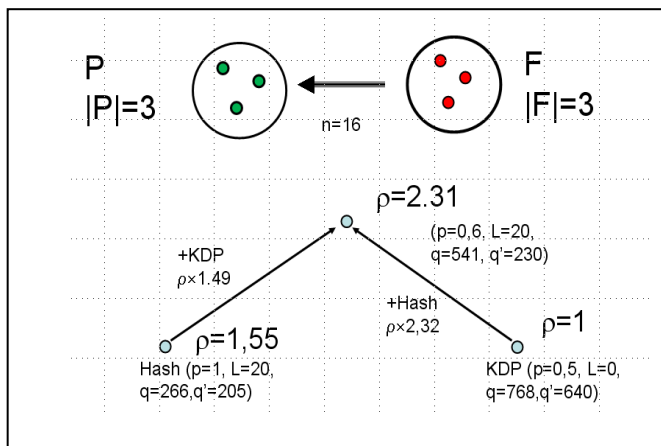 P
|P|=3
n=16
F
|F|=3
ρ=2.31
(p=0,6, L=20,
q=541, q'=230)
+KDP
ρ×1.49
+Hash
ρ×2,32
ρ=1,55
Hash (p=1, L=20,
q=266,q'=205)
ρ=1
KDP (p=0,5, L=0,
q=768,q'=640)